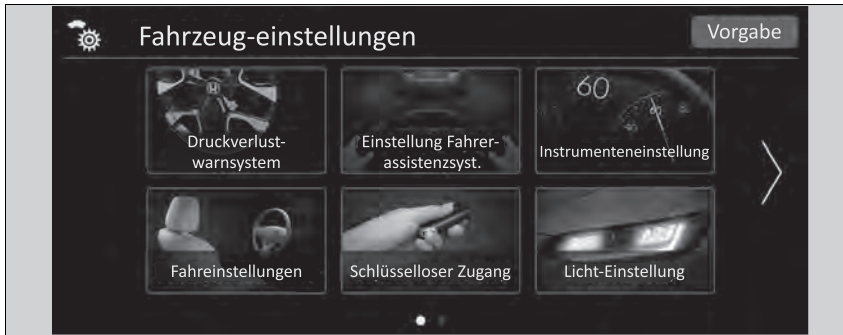 Fahrzeug-einstellungen
Vorgabe
Druckverlust-
warnsystem
Einstellung Fahrer-
assistenzsyst.
60
Instrumenteneinstellung
Fahreinstellungen
Schlüsselloser Zugang
Licht-Einstellung